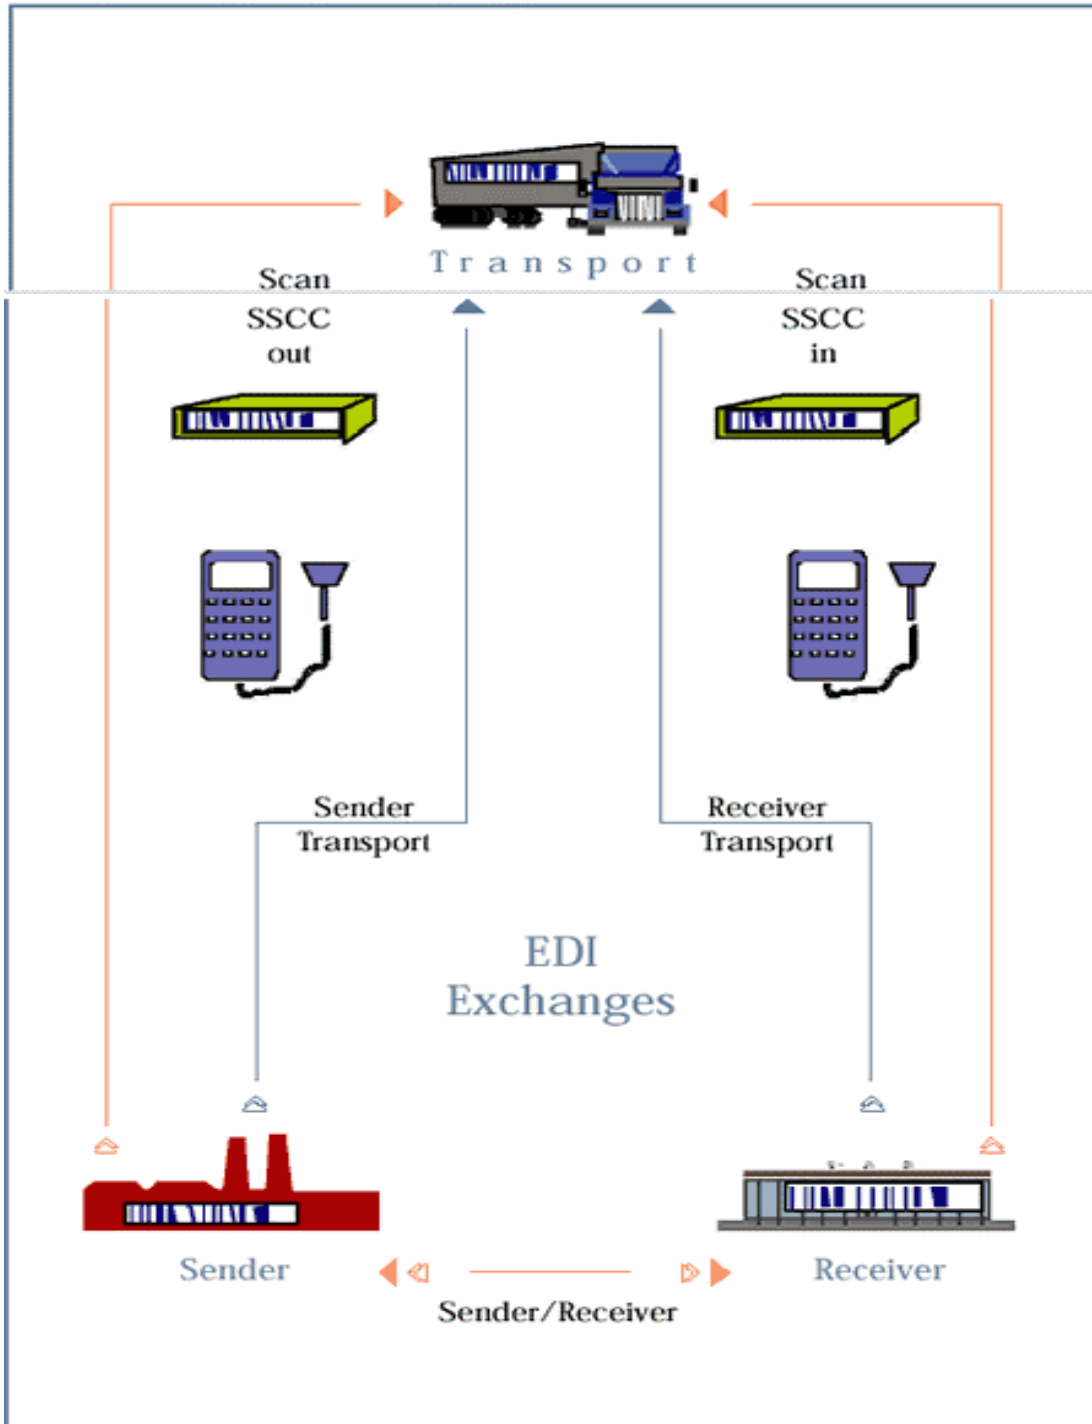 Transport
Scan
SSCC
out
Scan
SSCC
in
Sender
Transport
Receiver
Transport
EDI
Exchanges
Sender
Receiver
Sender/Receiver